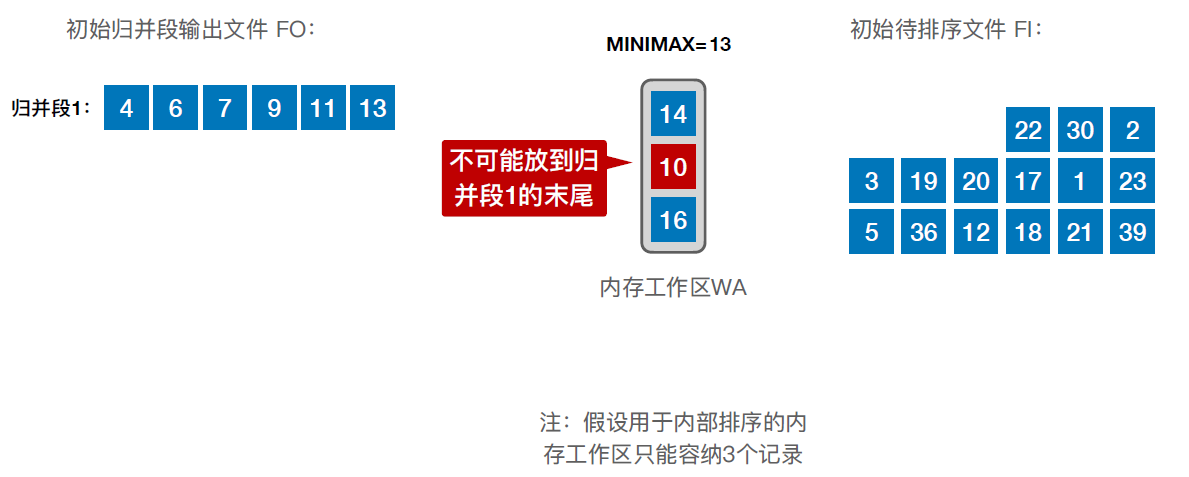 初始归并段输出文件 FO：
MINIMAX=13
初始待排序文件 FI：
归并段1：
4 6 7 9 11 13
14
不可能放到归
并段1的末尾
10
16
22 30 2
3 19 20 17 1 23
5 36 12 18 21 39
内存工作区WA
注：假设用于内部排序的内
存工作区只能容纳3个记录